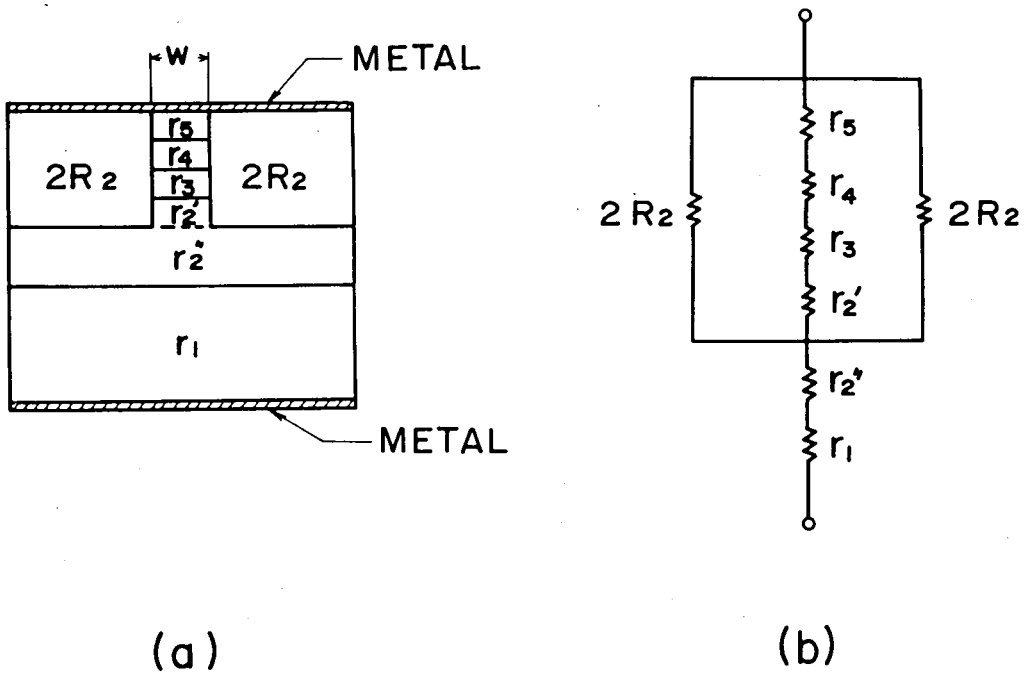 W
METAL
r5
r4
r3
r2'
2R2
2R2
r2"
r1
METAL
(a)
r5
r4
2R2
2R2
r3
r2'
r2"
r1
(b)